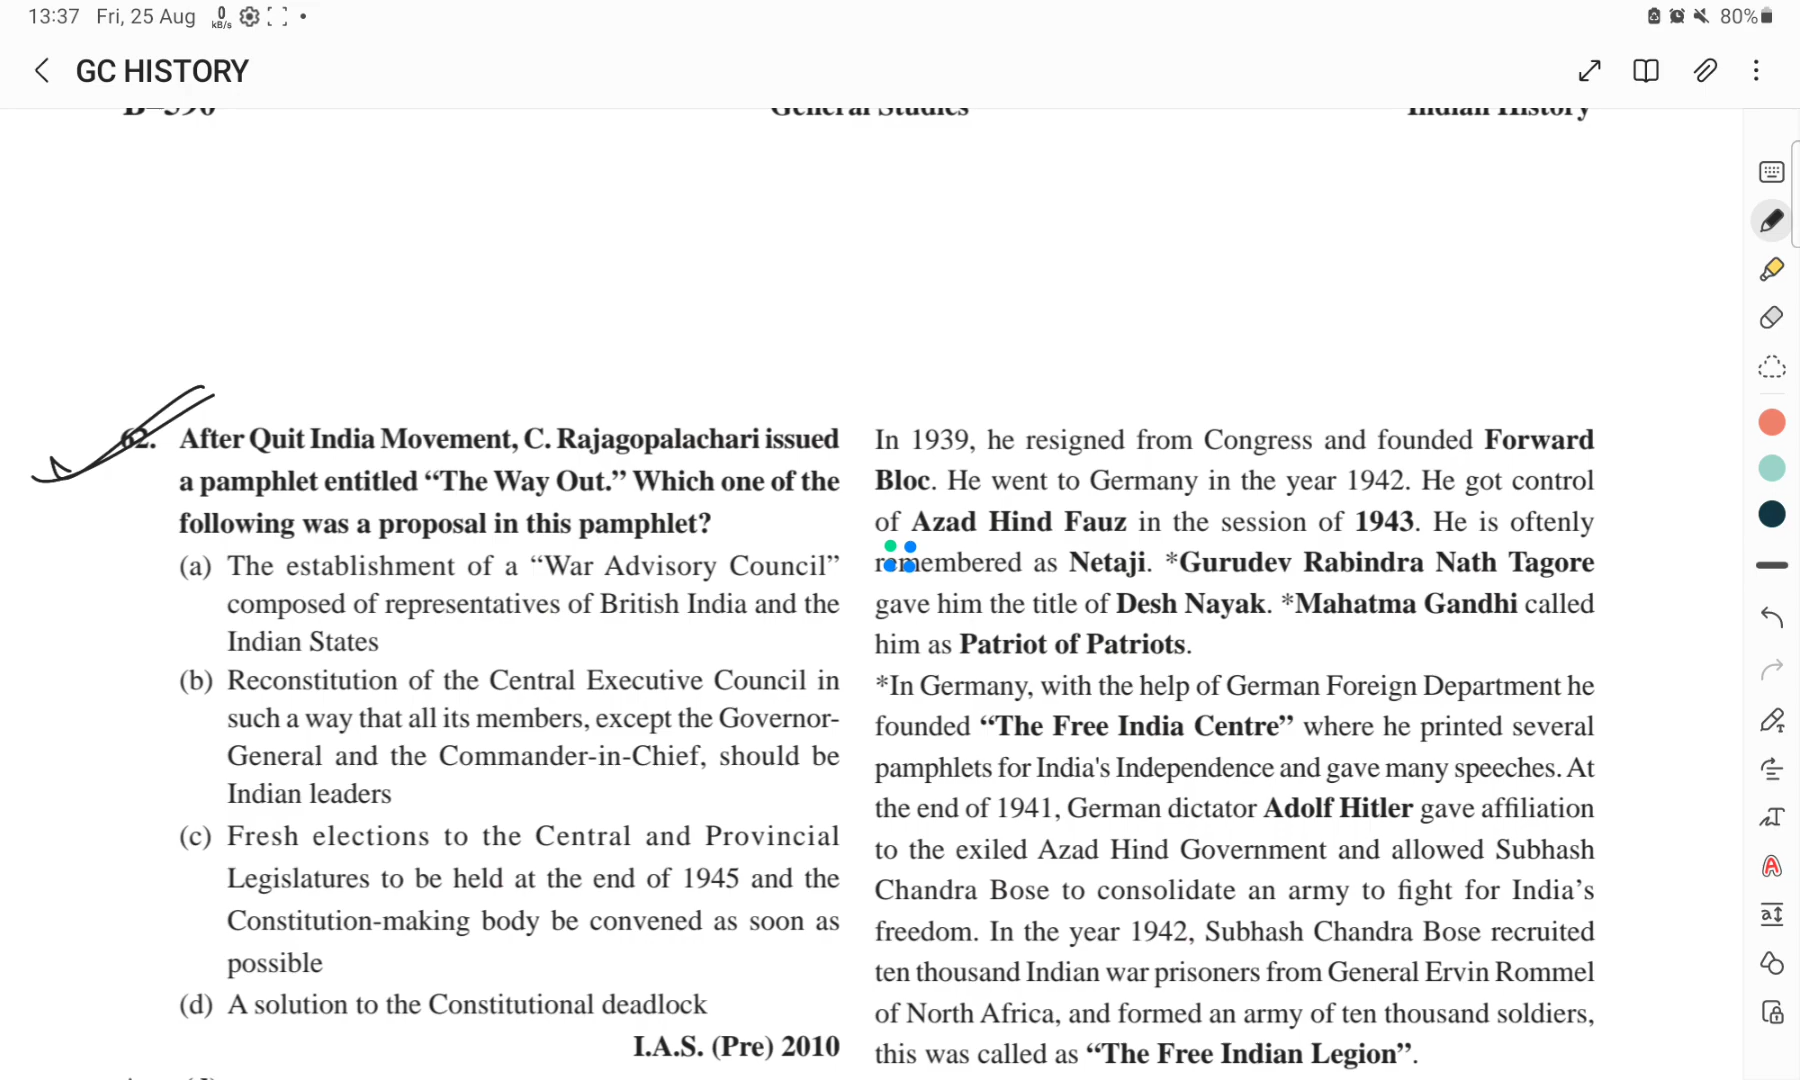 13:37 Fri, 25 Aug 0 kB/s 80%
GC HISTORY
B–590 General Studies Indian History
62. After Quit India Movement, C. Rajagopalachari issued
a pamphlet entitled “The Way Out.” Which one of the
following was a proposal in this pamphlet?
(a) The establishment of a “War Advisory Council”
composed of representatives of British India and the
Indian States
(b) Reconstitution of the Central Executive Council in
such a way that all its members, except the Governor-
General and the Commander-in-Chief, should be
Indian leaders
(c) Fresh elections to the Central and Provincial
Legislatures to be held at the end of 1945 and the
Constitution-making body be convened as soon as
possible
(d) A solution to the Constitutional deadlock
I.A.S. (Pre) 2010
In 1939, he resigned from Congress and founded Forward
Bloc. He went to Germany in the year 1942. He got control
of Azad Hind Fauz in the session of 1943. He is oftenly
remembered as Netaji. *Gurudev Rabindra Nath Tagore
gave him the title of Desh Nayak. *Mahatma Gandhi called
him as Patriot of Patriots.
*In Germany, with the help of German Foreign Department he
founded “The Free India Centre” where he printed several
pamphlets for India's Independence and gave many speeches. At
the end of 1941, German dictator Adolf Hitler gave affiliation
to the exiled Azad Hind Government and allowed Subhash
Chandra Bose to consolidate an army to fight for India’s
freedom. In the year 1942, Subhash Chandra Bose recruited
ten thousand Indian war prisoners from General Ervin Rommel
of North Africa, and formed an army of ten thousand soldiers,
this was called as “The Free Indian Legion”.